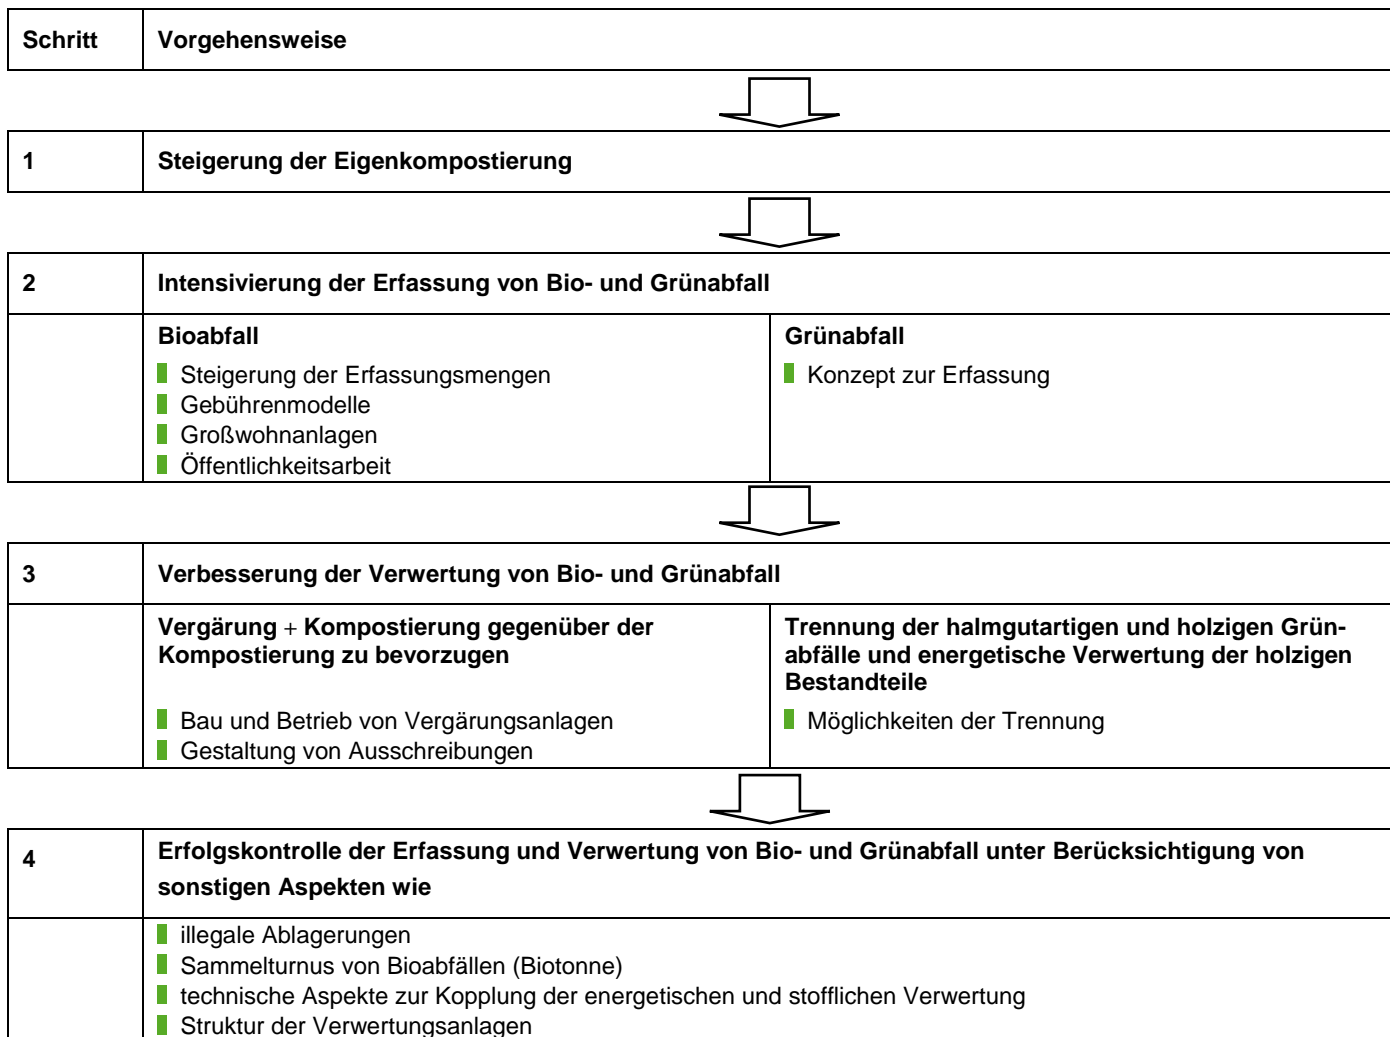 Schritt Vorgehensweise
1 Steigerung der Eigenkompostierung
2 Intensivierung der Erfassung von Bio- und Grünabfall
Bioabfall
Steigerung der Erfassungsmengen
Gebührenmodelle
Großwohnanlagen
Öffentlichkeitsarbeit
Grünabfall
Konzept zur Erfassung
3 Verbesserung der Verwertung von Bio- und Grünabfall
Vergärung + Kompostierung gegenüber der
Kompostierung zu bevorzugen
Bau und Betrieb von Vergärungsanlagen
Gestaltung von Ausschreibungen
Trennung der halmgutartigen und holzigen Grün-
abfälle und energetische Verwertung der holzigen
Bestandteile
Möglichkeiten der Trennung
4 Erfolgskontrolle der Erfassung und Verwertung von Bio- und Grünabfall unter Berücksichtigung von
sonstigen Aspekten wie
illegale Ablagerungen
Sammelturnus von Bioabfällen (Biotonne)
technische Aspekte zur Kopplung der energetischen und stofflichen Verwertung
Struktur der Verwertungsanlagen